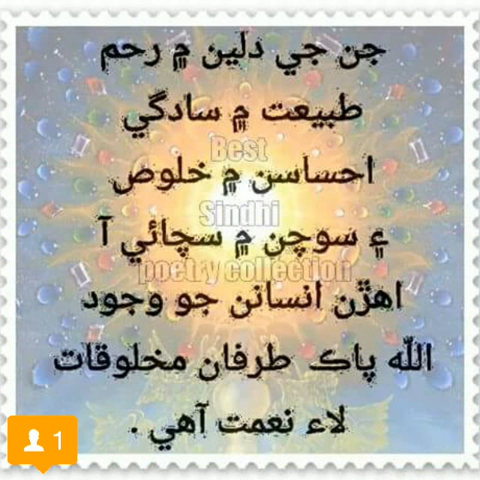 جن جي دلين ۾ رحم
طبيعت ۾ سادگي
Best
احساسن ۾ خلوص
Sindhi
۽ سوچن ۾ سچائي آ
poetry collection
اهڙن انسانن جو وجود
الله پاڪ طرفان مخلوقات
لاء نعمت آهي .
1